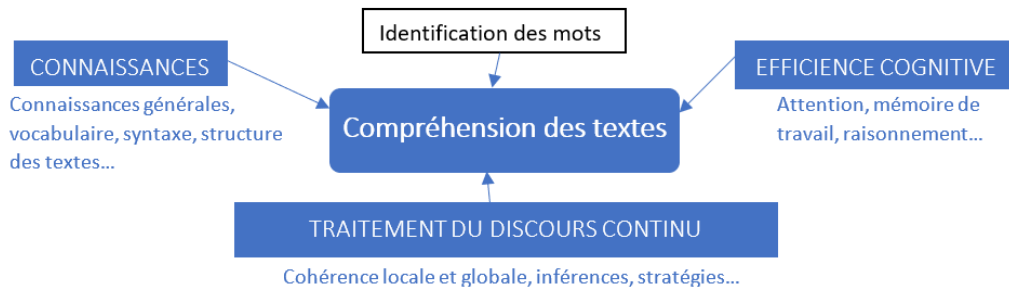 Identification des mots
CONNAISSANCES
Connaissances générales,
vocabulaire, syntaxe, structure
des textes...
EFFICIENCE COGNITIVE
Attention, mémoire de
travail, raisonnement...
Compréhension des textes
TRAITEMENT DU DISCOURS CONTINU
Cohérence locale et globale, inférences, stratégies...